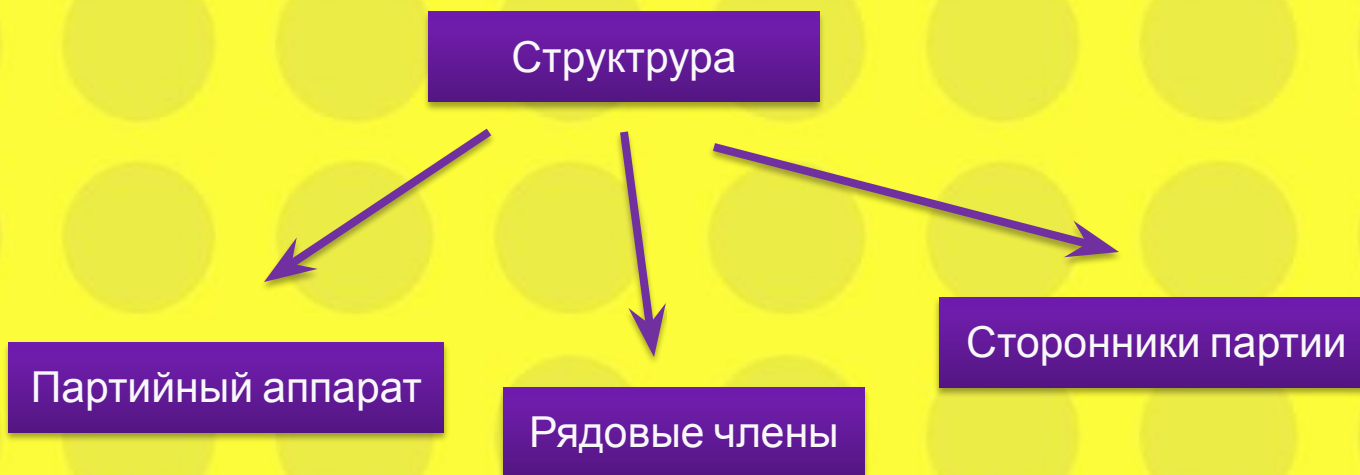 Структрура
Партийный аппарат
Рядовые члены
Сторонники партии